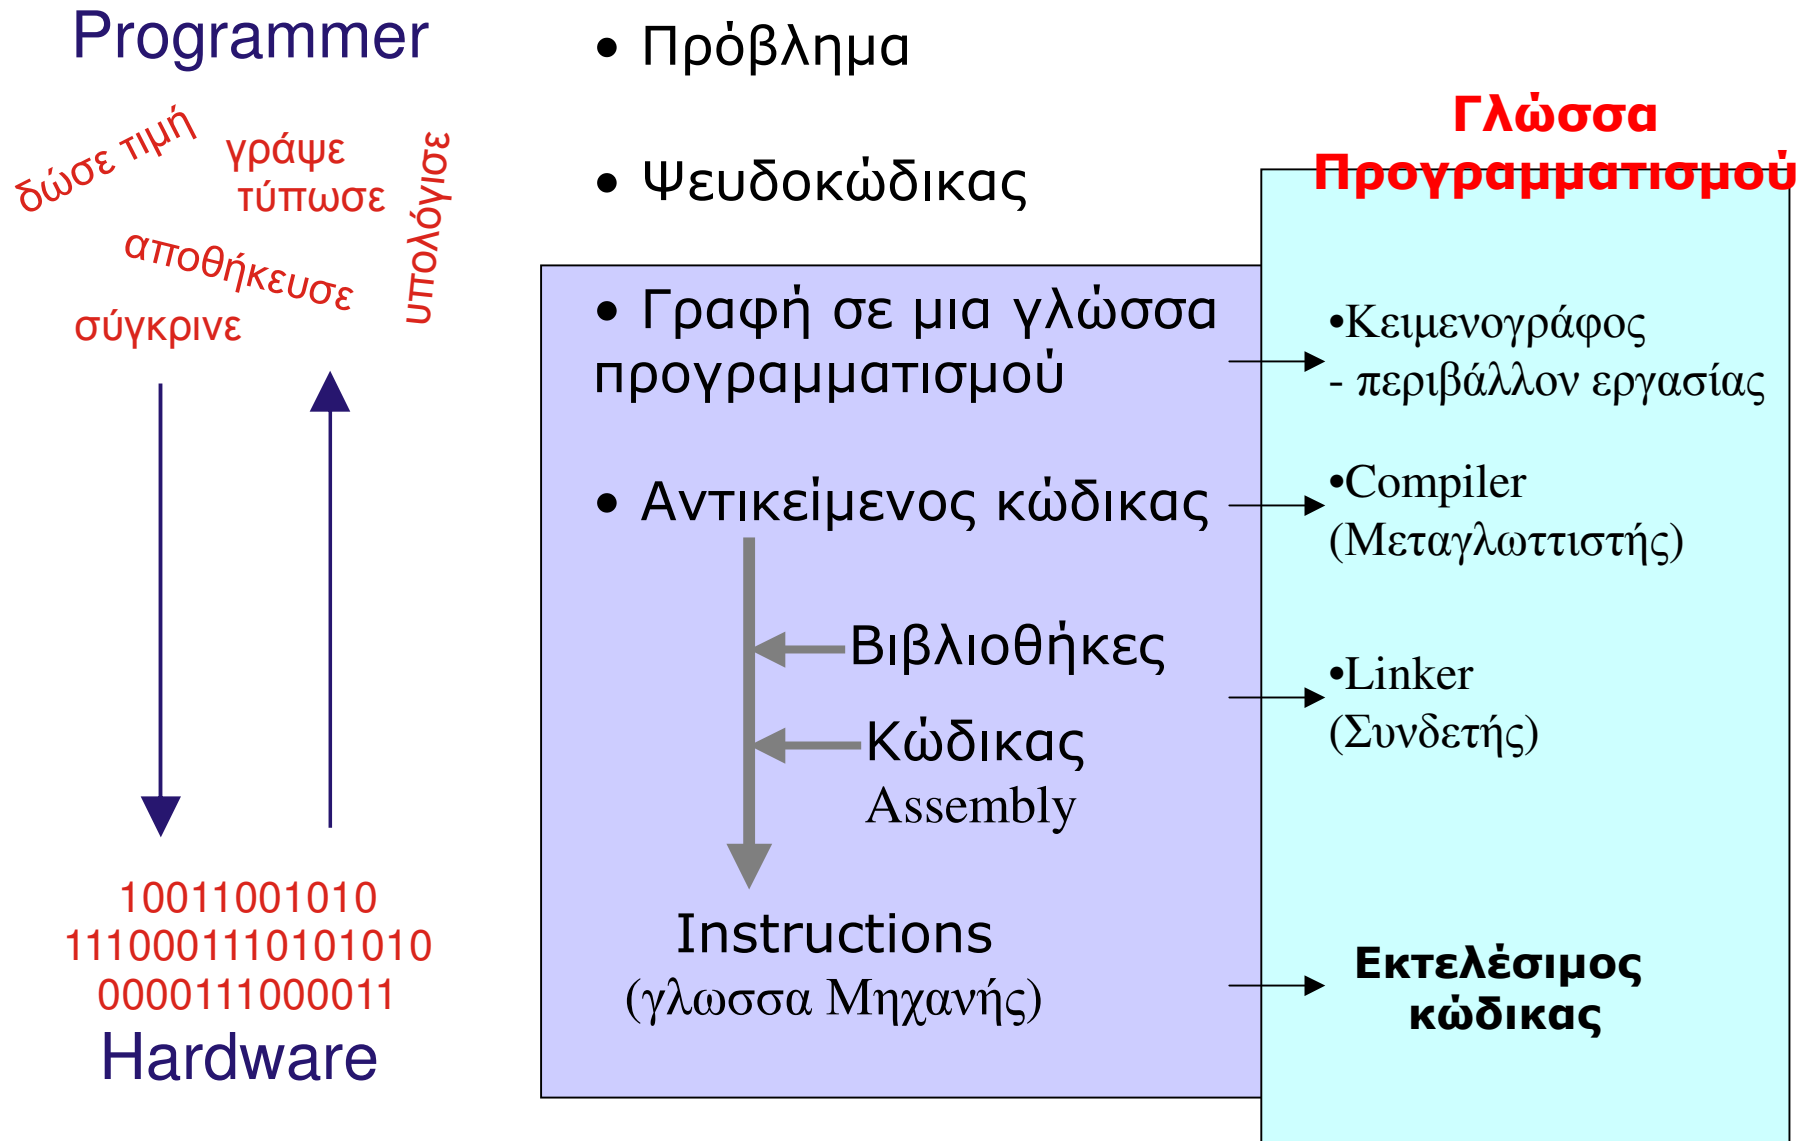 Programmer
δώσε τιμή
γράψε
τύπωσε
υπολόγισε
αποθήκευσε
σύγκρινε
10011001010
1110001110101010
0000111000011
Hardware
• Πρόβλημα
• Ψευδοκώδικας
• Γραφή σε μια γλώσσα
προγραμματισμού
• Αντικείμενος κώδικας
Βιβλιοθήκες
Κώδικας
Assembly
Instructions
(γλωσσα Μηχανής)
Γλώσσα
Προγραμματισμού
•Κειμενογράφος
- περιβάλλον εργασίας
•Compiler
(Μεταγλωττιστής)
•Linker
(Συνδετής)
Εκτελέσιμος
κώδικας